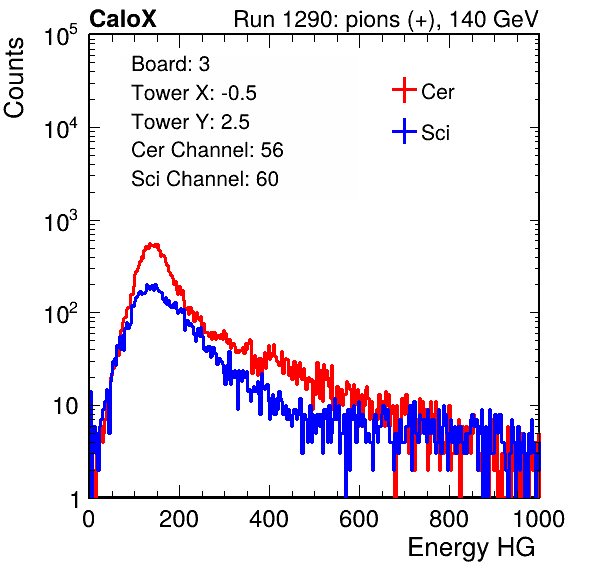 CaloX Run 1290: pions (+), 140 GeV
Counts
10^5
10^4
10^3
10^2
10
1
Board: 3
Tower X: -0.5
Tower Y: 2.5
Cer Channel: 56
Sci Channel: 60
Cer
Sci
0 200 400 600 800 1000
Energy HG